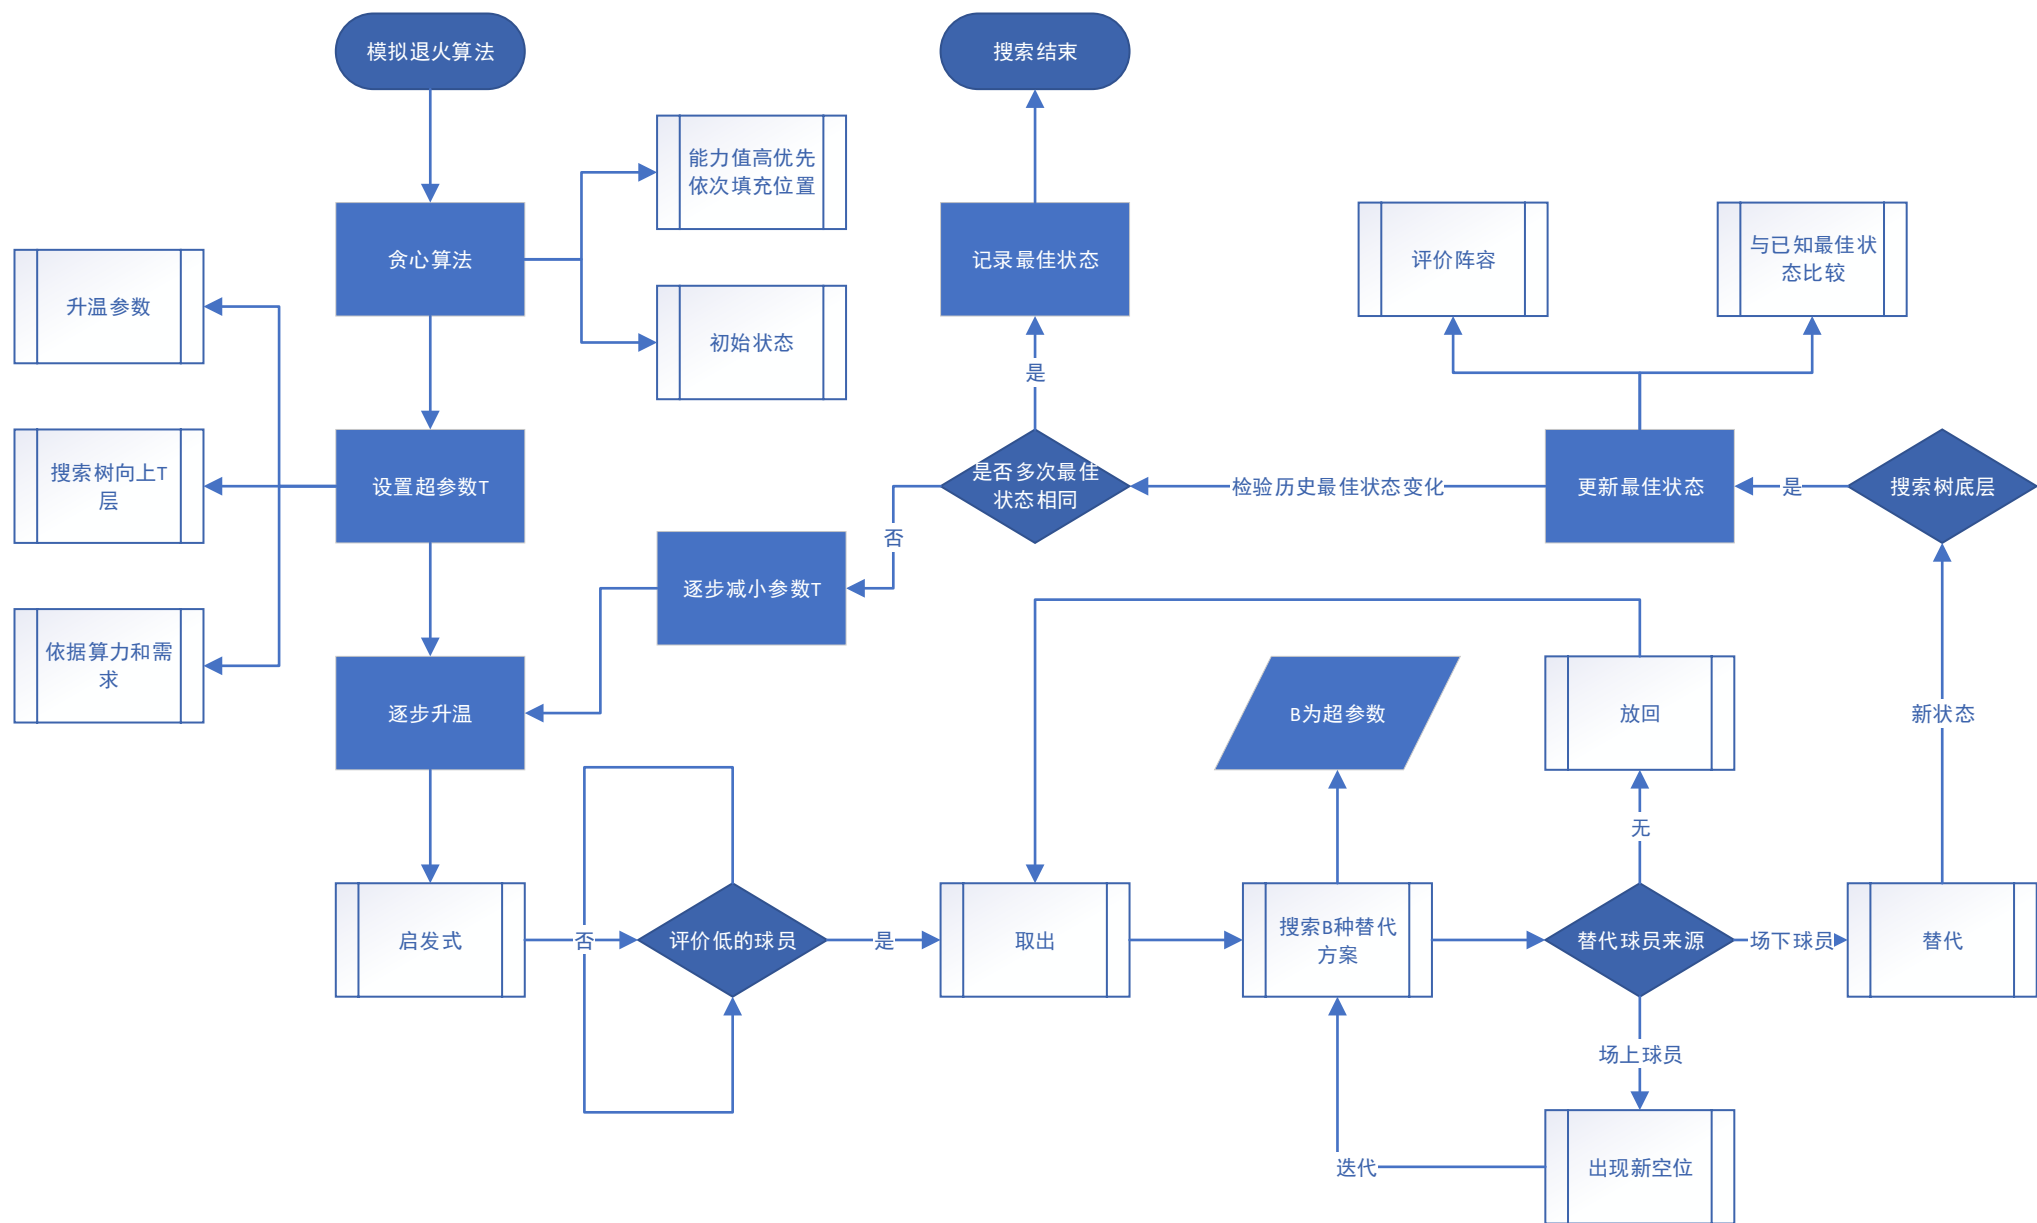 模拟退火算法
搜索结束
能力值高优先
依次填充位置
贪心算法
记录最佳状态
评价阵容
与已知最佳状
态比较
升温参数
初始状态
是
搜索树向上T
层
设置超参数T
是否多次最佳
状态相同
检验历史最佳状态变化
更新最佳状态
是
搜索树底层
否
逐步减小参数T
依据算力和需
求
逐步升温
B为超参数
放回
新状态
无
启发式
否
评价低的球员
是
取出
搜索B种替代
方案
替代球员来源
场下球员
替代
场上球员
迭代
出现新空位